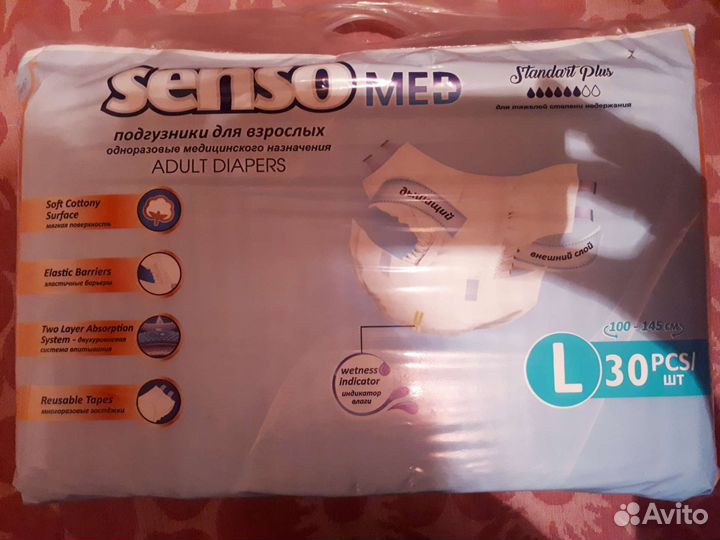 senso MED
Standart Plus
для тяжелой степени недержания
подгузники для взрослых
одноразовые медицинского назначения
ADULT DIAPERS
Soft Cottony
Surface
мягкая поверхность
Elastic Barriers
эластичные барьеры
Two Layer Absorption
System - двухуровневая
система впитывания
Reusable Tapes
многоразовые застёжки
дышащий
внешний слой
wetness
indicator
индикатор
влаги
100 - 145 см
L 30 PCS/
ШТ
Avito